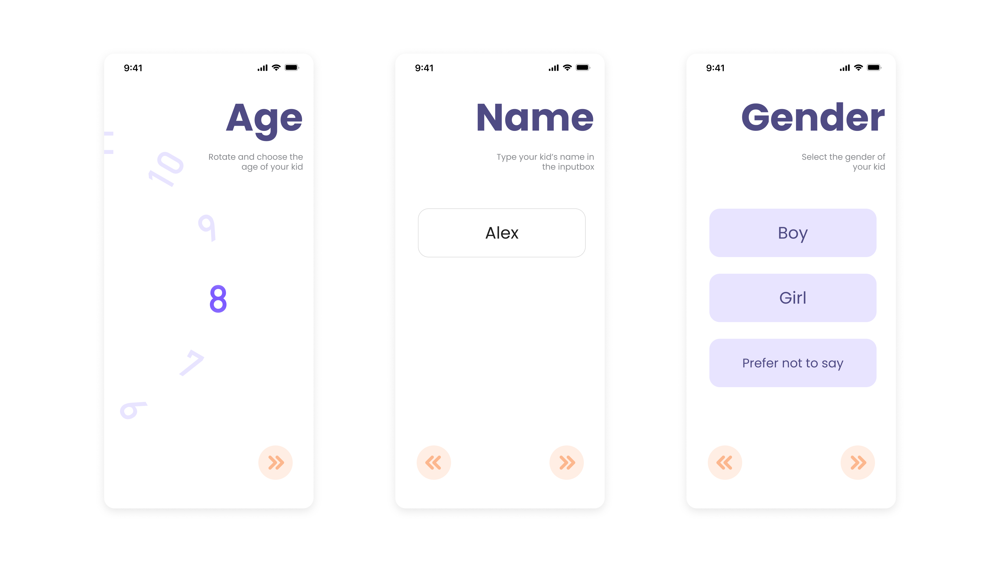 9:41
Age
Rotate and choose the
age of your kid
11
10
9
8
7
6
9:41
Name
Type your kid’s name in
the inputbox
Alex
9:41
Gender
Select the gender of
your kid
Boy
Girl
Prefer not to say